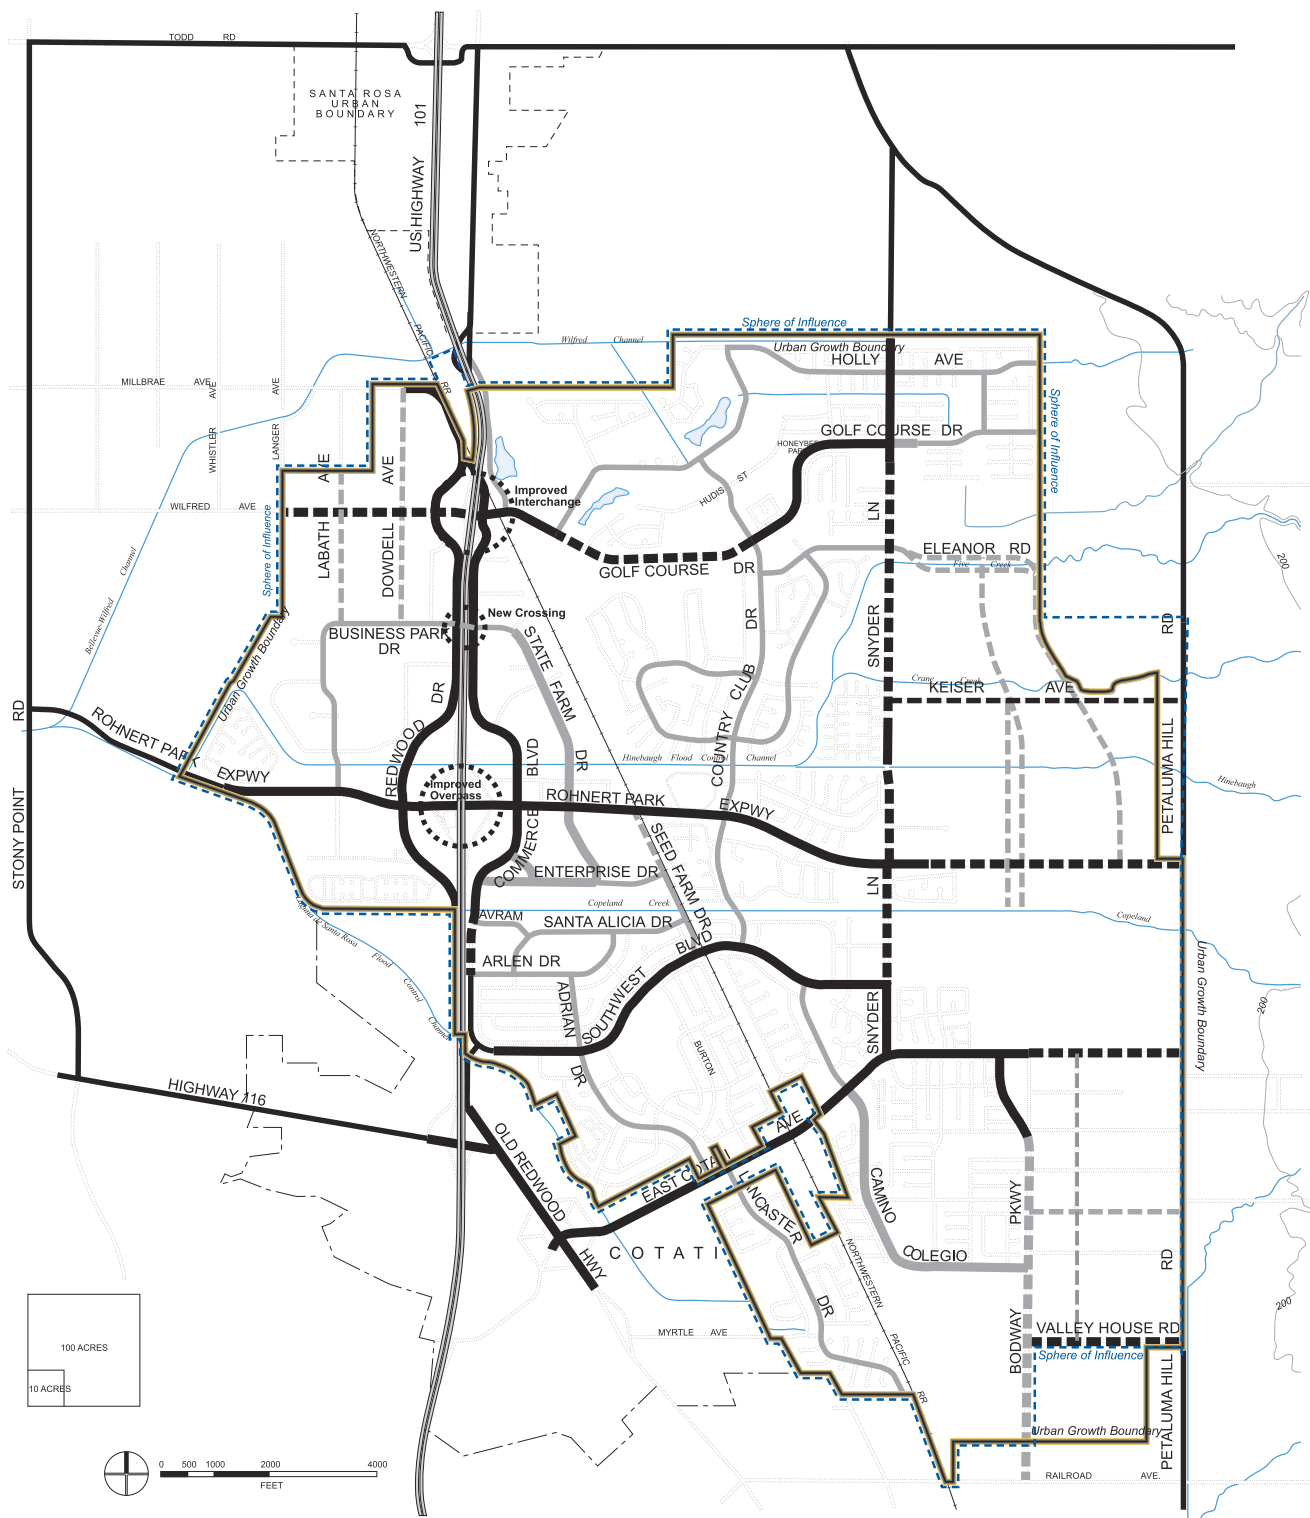 TODD RD
SANTA ROSA
URBAN
BOUNDARY
US HIGHWAY 101
NORTHWESTERN PACIFIC RR
Sphere of Influence
Urban Growth Boundary
Wilfred Channel
HOLLY AVE
MILLBRAE AVE
WHISTLER AVE
LANGER AVE
GOLF COURSE DR
HONEYBEE
PARK
HUDIS ST
Sphere of Influence
WILFRED AVE
LABATH AVE
DOWDELL AVE
Improved
Interchange
SNYDER LN
ELEANOR RD
Five Creek
200
Sphere of Influence
Bellevue-Wilfred Channel
GOLF COURSE DR
New Crossing
BUSINESS PARK
DR
STATE FARM DR
COUNTRY CLUB DR
Urban Growth Boundary
Crane Creek
KEISER AVE
PETALUMA HILL RD
STONY POINT RD
ROHNERT PARK EXPWY
REDWOOD DR
COMMERCE BLVD
Hinebaugh Flood Control Channel
Hinebaugh
Improved
Overpass
ROHNERT PARK EXPWY
SEED FARM DR
ENTERPRISE DR
LN
Copeland Creek
Copeland
AVRAM
SANTA ALICIA DR
ARLEN DR
Laguna de Santa Rosa Flood Control Channel
ADRIAN DR
SOUTHWEST BLVD
SNYDER
BURTON
Urban Growth Boundary
200
HIGHWAY 116
OLD REDWOOD HWY
EAST COTATI AVE
LANCASTER DR
CAMINO COLEGIO
COTATI
NORTHWESTERN PACIFIC RR
BODWAY PKWY
PETALUMA HILL RD
200
MYRTLE AVE
VALLEY HOUSE RD
Sphere of Influence
Urban Growth Boundary
RAILROAD AVE.
100 ACRES
10 ACRES
0 500 1000 2000 4000
FEET